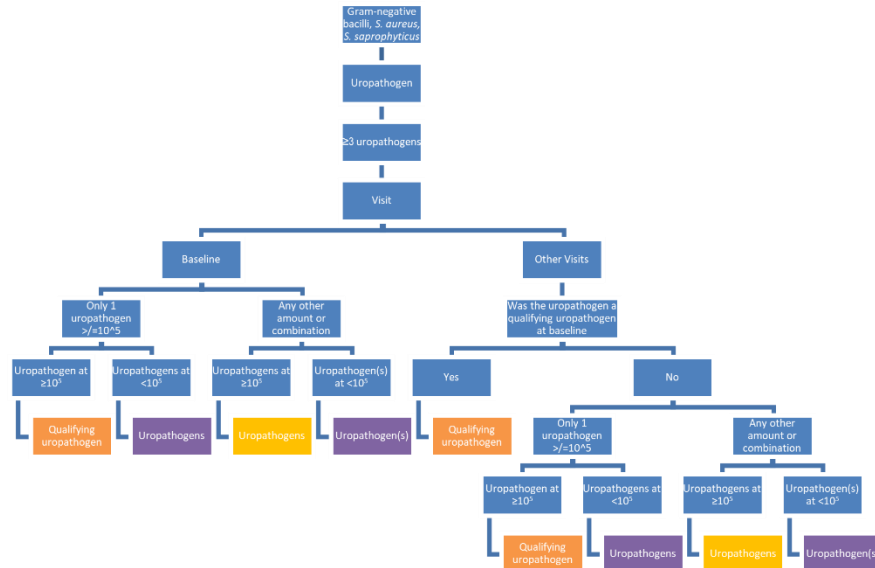 Gram-negative
bacilli, S. aureus,
S. saprophyticus
Uropathogen
≥3 uropathogens
Visit
Baseline
Other Visits
Only 1
uropathogen
>/=10^5
Any other
amount or
combination
Was the uropathogen a
qualifying uropathogen
at baseline
Uropathogen at
≥10⁵
Uropathogens at
<10⁵
Uropathogens at
≥10⁵
Uropathogen(s)
at <10⁵
Yes
No
Qualifying
uropathogen
Uropathogens
Uropathogens
Uropathogen(s)
Qualifying
uropathogen
Only 1
uropathogen
>/=10^5
Any other
amount or
combination
Uropathogen at
≥10⁵
Uropathogens at
<10⁵
Uropathogens at
≥10⁵
Uropathogen(s)
at <10⁵
Qualifying
uropathogen
Uropathogens
Uropathogens
Uropathogen(s)